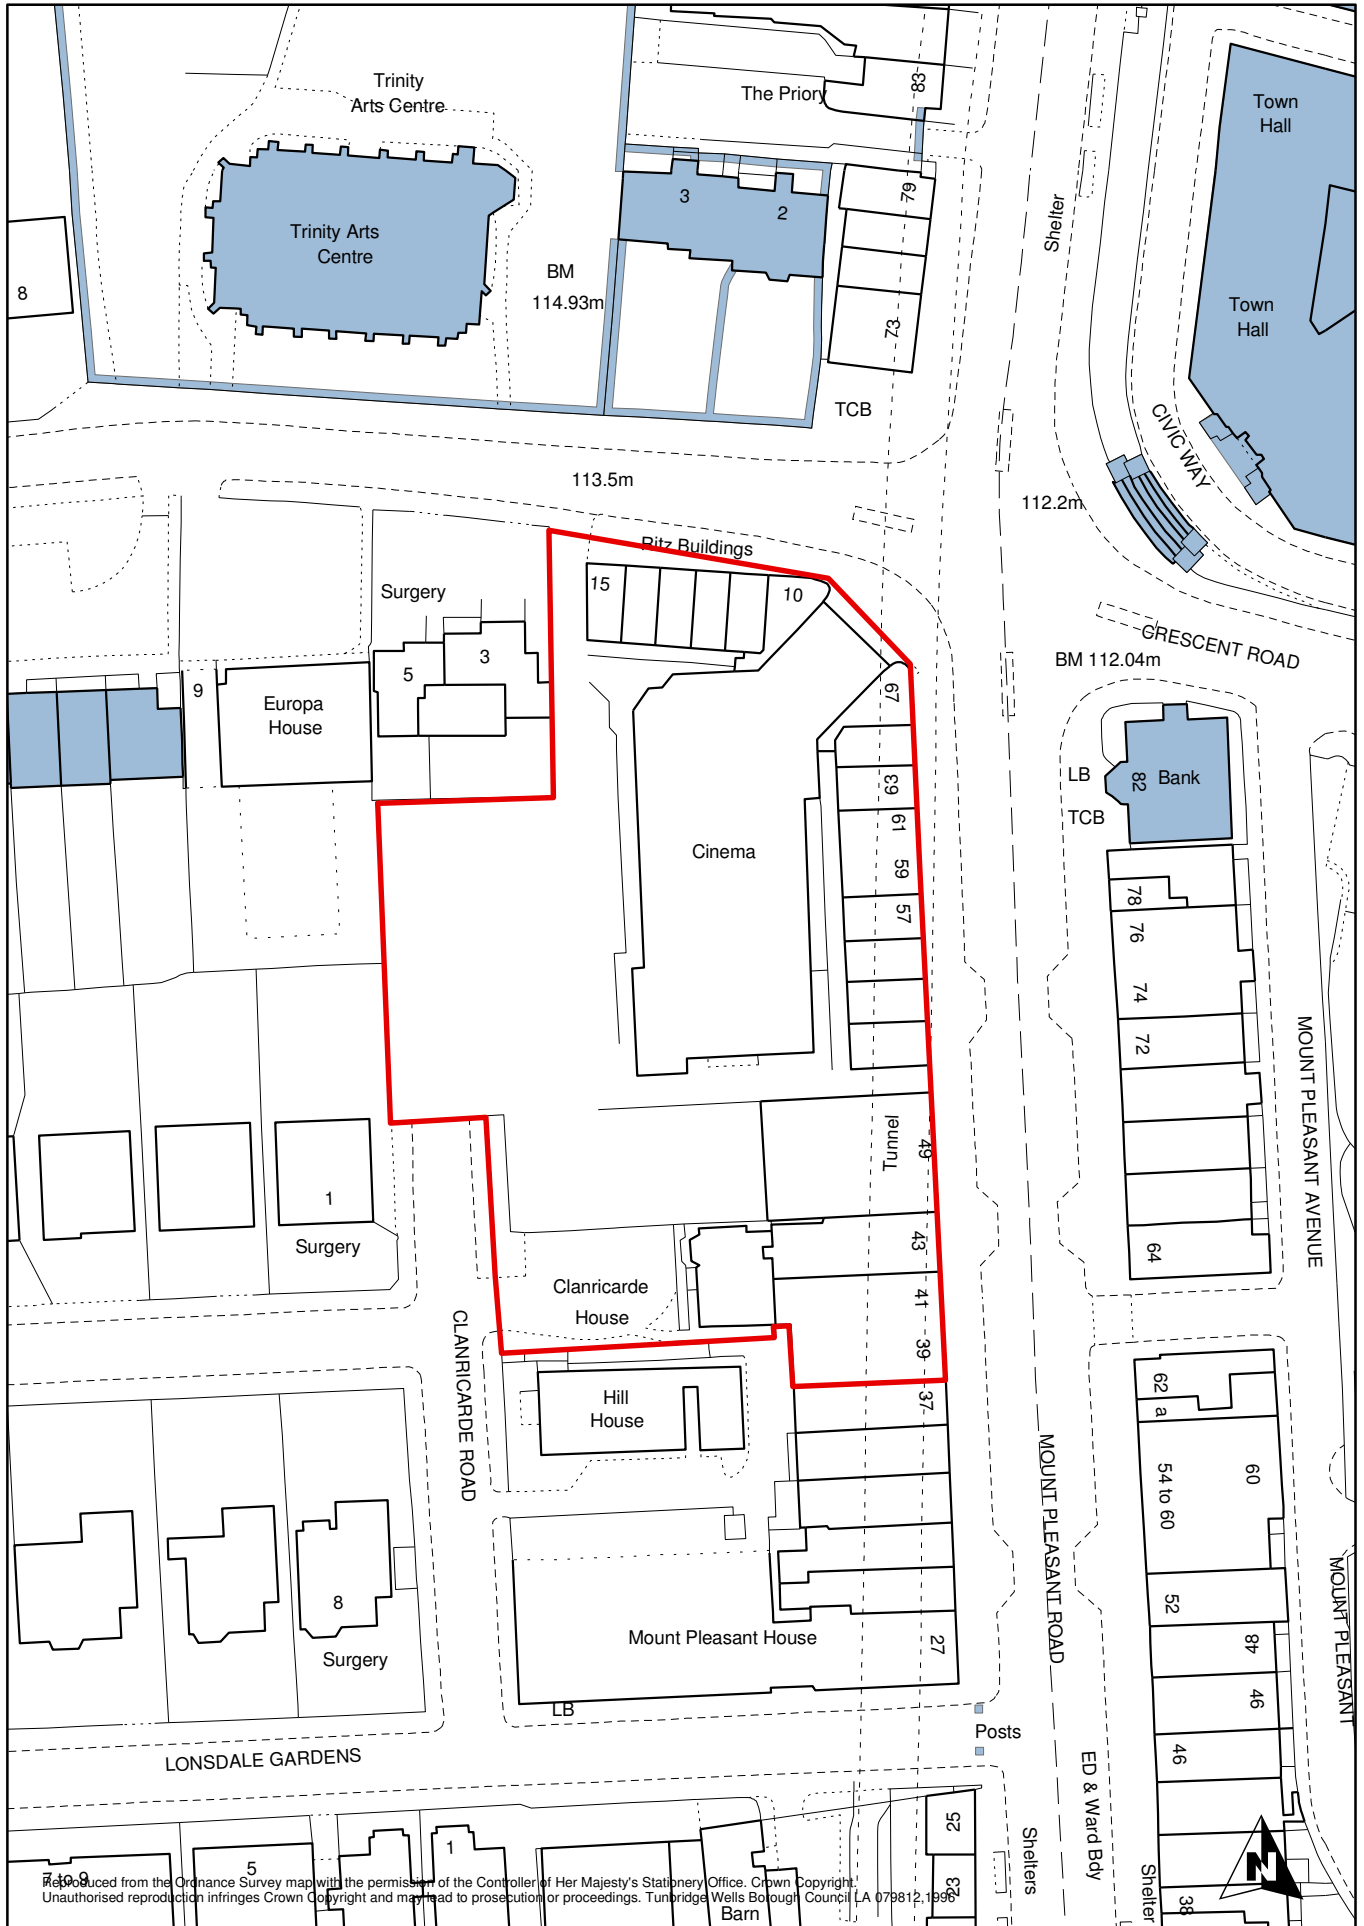 Trinity
Arts Centre
The Priory
83
Town
Hall
Trinity Arts
Centre
3
2
79
Shelter
8
BM
114.93m
73
Town
Hall
TCB
CIVIC WAY
113.5m
112.2m
Ritz Buildings
15
10
Surgery
5
3
CRESCENT ROAD
BM 112.04m
9
Europa
House
67
LB
82
Bank
TCB
63
61
Cinema
59
57
78
76
74
72
MOUNT PLEASANT AVENUE
Tunnel
49
1
Surgery
43
64
Clanricarde
House
41
39
CLANRICARDE ROAD
37
Hill
House
62
a
MOUNT PLEASANT ROAD
54 to 60
60
MOUNT PLEASANT
8
Surgery
52
48
Mount Pleasant House
27
46
LB
Posts
46
LONSDALE GARDENS
ED & Ward Bdy
25
1
5
7 to 9
Shelters
Shelter
N
23
38
Barn
Reproduced from the Ordnance Survey map with the permission of the Controller of Her Majesty's Stationery Office. Crown Copyright.
Unauthorised reproduction infringes Crown Copyright and may lead to prosecution or proceedings. Tunbridge Wells Borough Council LA 079812,1996